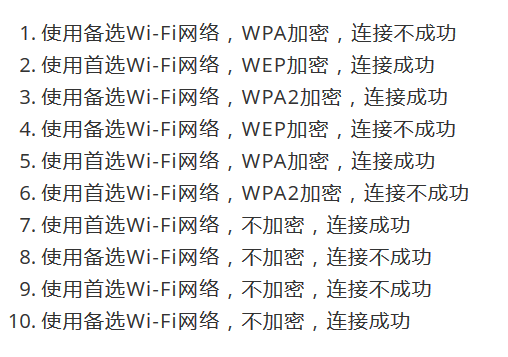 1. 使用备选Wi-Fi网络，WPA加密，连接不成功
2. 使用首选Wi-Fi网络，WEP加密，连接成功
3. 使用备选Wi-Fi网络，WPA2加密，连接成功
4. 使用备选Wi-Fi网络，WEP加密，连接不成功
5. 使用首选Wi-Fi网络，WPA加密，连接成功
6. 使用备选Wi-Fi网络，WPA2加密，连接不成功
7. 使用首选Wi-Fi网络，不加密，连接成功
8. 使用备选Wi-Fi网络，不加密，连接不成功
9. 使用首选Wi-Fi网络，不加密，连接不成功
10. 使用备选Wi-Fi网络，不加密，连接成功